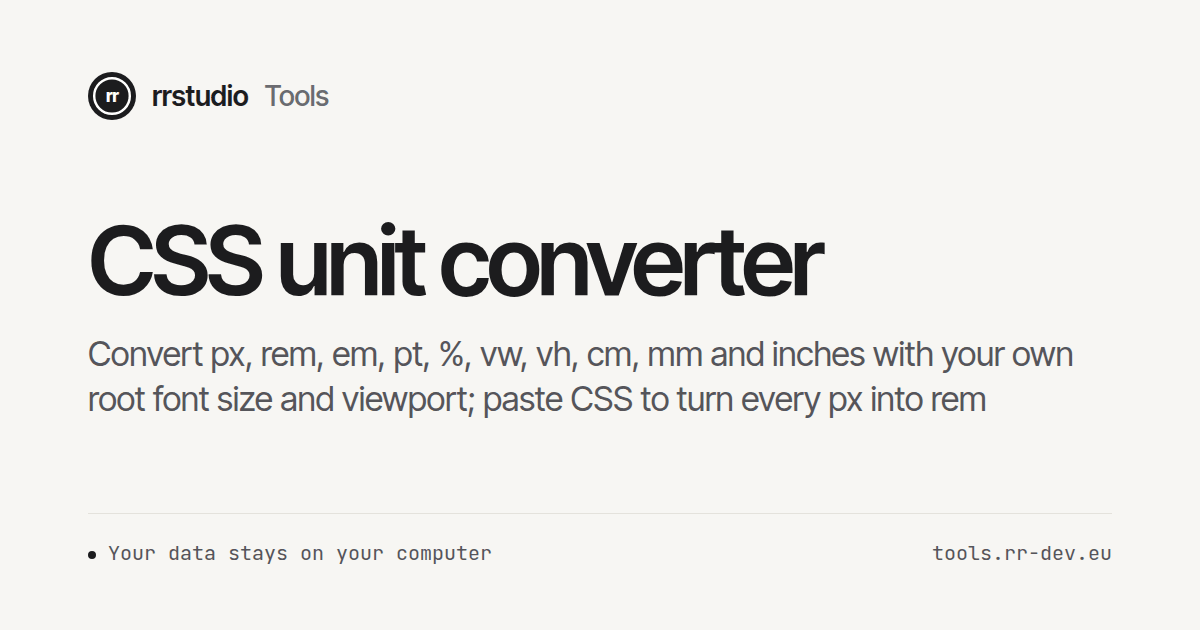 rr
rrstudio Tools
CSS unit converter
Convert px, rem, em, pt, %, vw, vh, cm, mm and inches with your own
root font size and viewport; paste CSS to turn every px into rem
Your data stays on your computer
tools.rr-dev.eu